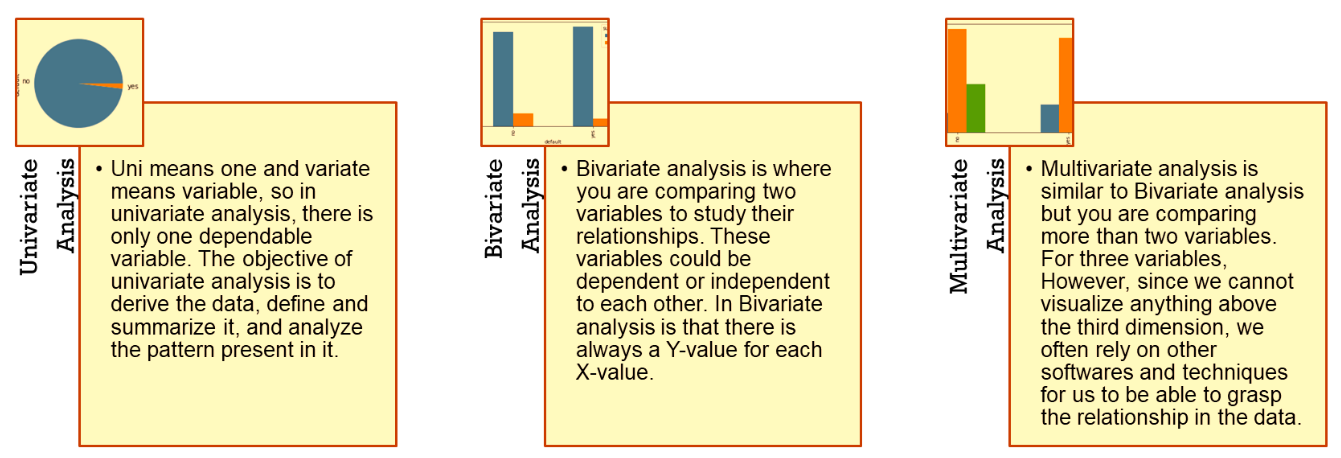 no
yes
Univariate
Analysis
• Uni means one and variate
means variable, so in
univariate analysis, there is
only one dependable
variable. The objective of
univariate analysis is to
derive the data, define and
summarize it, and analyze
the pattern present in it.
no
yes
default
Bivariate
Analysis
• Bivariate analysis is where
you are comparing two
variables to study their
relationships. These
variables could be
dependent or independent
to each other. In Bivariate
analysis is that there is
always a Y-value for each
X-value.
no
yes
Multivariate
Analysis
• Multivariate analysis is
similar to Bivariate analysis
but you are comparing
more than two variables.
For three variables,
However, since we cannot
visualize anything above
the third dimension, we
often rely on other
softwares and techniques
for us to be able to grasp
the relationship in the data.